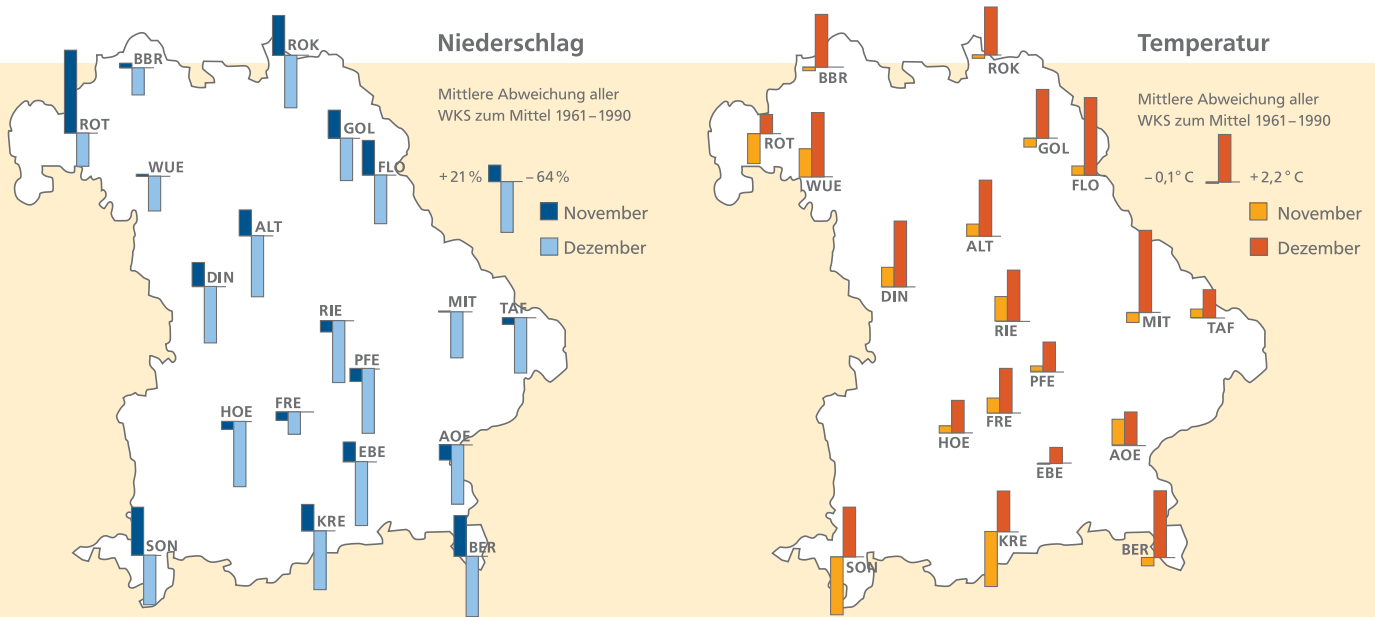 Niederschlag
Mittlere Abweichung aller
WKS zum Mittel 1961–1990
+21 % –64 %
November
Dezember
ROK
BBR
ROT
GOL
FLO
WUE
ALT
DIN
MIT
TAF
RIE
PFE
FRE
HOE
AOE
EBE
KRE
SON
BER
Temperatur
Mittlere Abweichung aller
WKS zum Mittel 1961–1990
–0,1° C +2,2° C
November
Dezember
ROK
BBR
ROT
GOL
WUE
FLO
ALT
DIN
MIT
TAF
RIE
PFE
FRE
HOE
AOE
EBE
KRE
BER
SON